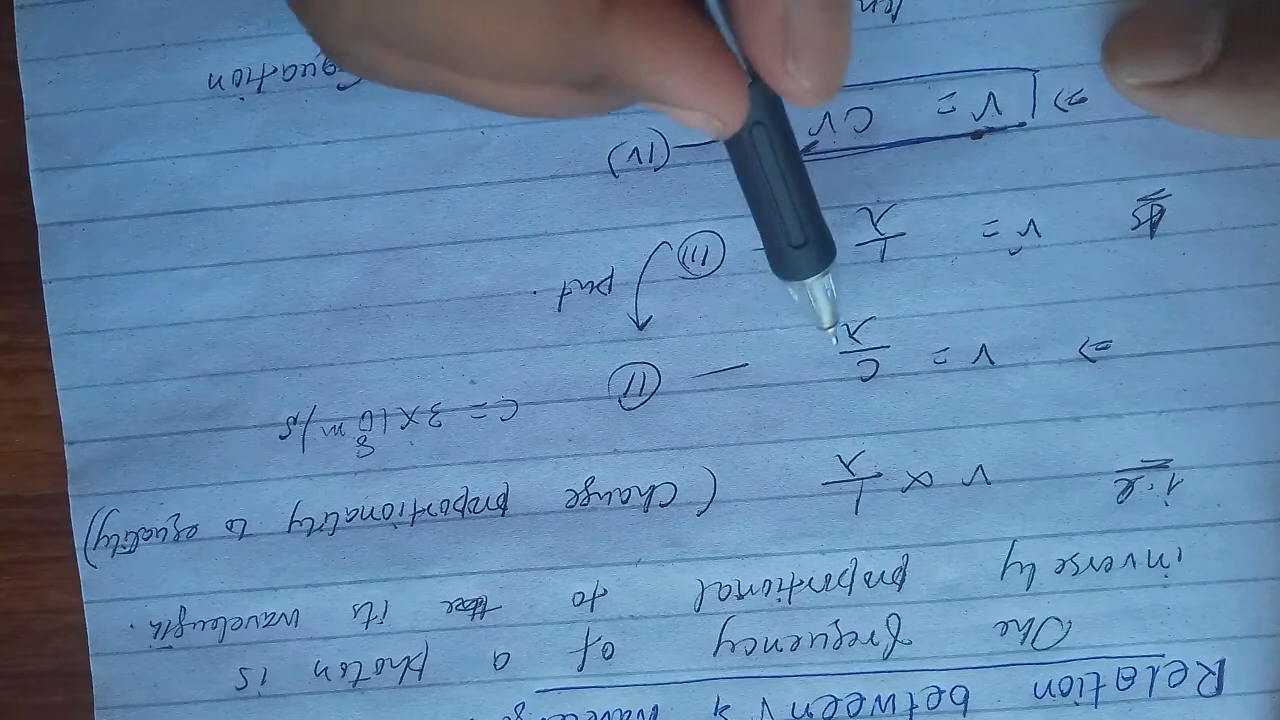 Relation between ν &
The frequency of a photon is
inversely proportional to its wavelength.
i.e ν ∝ 1/λ (Change proportionality to equality)
⇒ ν = c/λ — (II) c = 3×10⁸ m/s
put.
As ν̄ = 1/λ - (III)
⇒ ν = cν̄ — (IV)
Equation